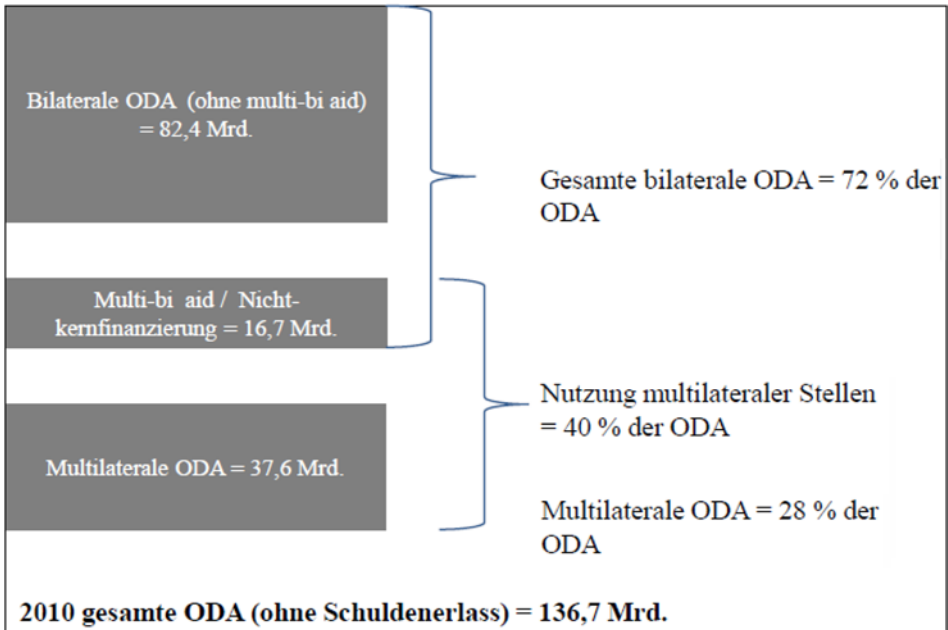 Bilaterale ODA (ohne multi-bi aid)
= 82,4 Mrd.
Gesamte bilaterale ODA = 72 % der
ODA
Multi-bi aid / Nicht-
kernfinanzierung = 16,7 Mrd.
Nutzung multilateraler Stellen
= 40 % der ODA
Multilaterale ODA = 37,6 Mrd.
Multilaterale ODA = 28 % der
ODA
2010 gesamte ODA (ohne Schuldenerlass) = 136,7 Mrd.